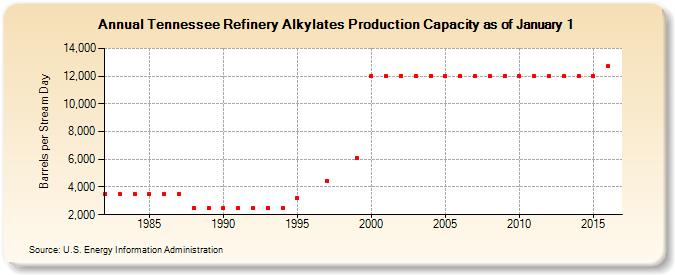 Annual Tennessee Refinery Alkylates Production Capacity as of January 1
Barrels per Stream Day
14,000
12,000
10,000
8,000
6,000
4,000
2,000
1985 1990 1995 2000 2005 2010 2015
Source: U.S. Energy Information Administration